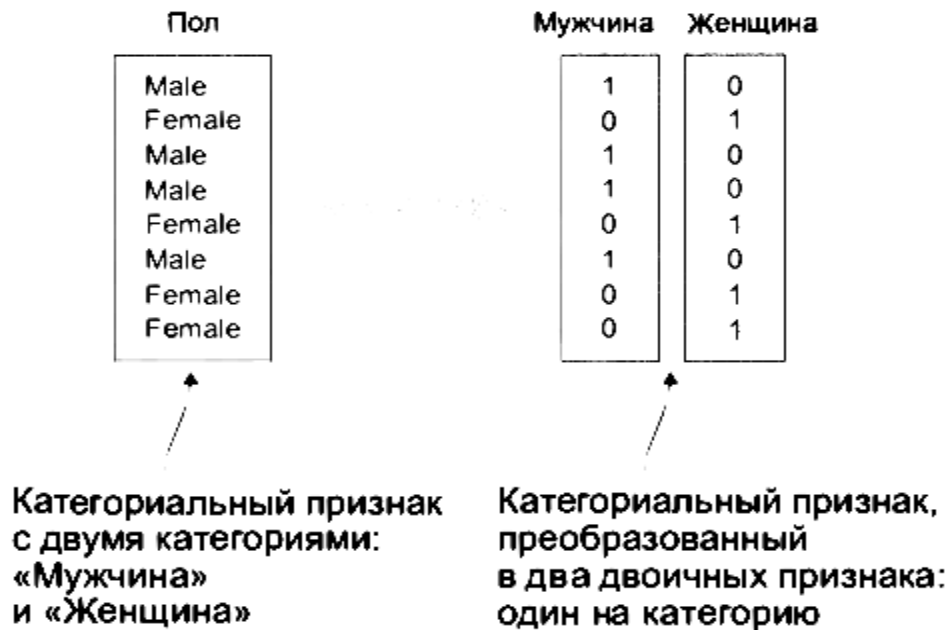 Пол
Мужчина Женщина
Male 1 0
Female 0 1
Male 1 0
Male 1 0
Female 0 1
Male 1 0
Female 0 1
Female 0 1
Категориальный признак
с двумя категориями:
«Мужчина»
и «Женщина»
Категориальный признак,
преобразованный
в два двоичных признака:
один на категорию